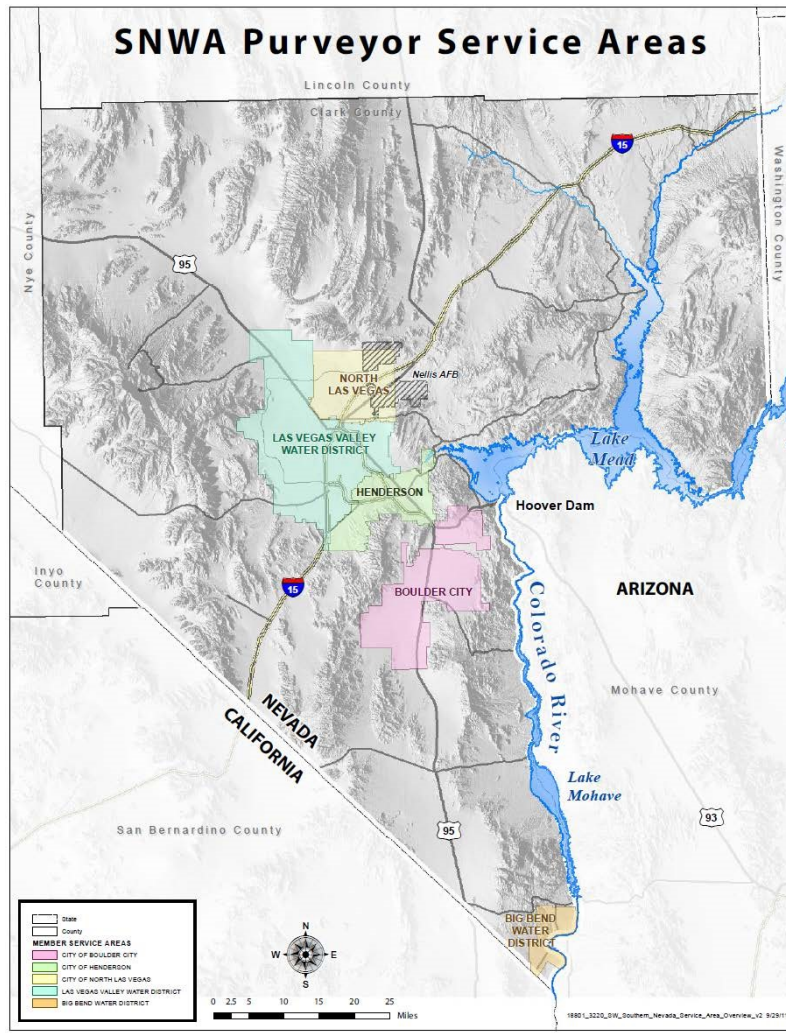 SNWA Purveyor Service Areas
Lincoln County
Clark County
15
Washington County
Nye County
95
Nellis AFB
NORTH
LAS VEGAS
LAS VEGAS VALLEY
WATER DISTRICT
Lake
Mead
HENDERSON
Hoover Dam
Inyo
County
15
BOULDER CITY
ARIZONA
Colorado River
Mohave County
NEVADA
CALIFORNIA
Lake
Mohave
San Bernardino County
95
93
BIG BEND
WATER
DISTRICT
State
County
MEMBER SERVICE AREAS
CITY OF BOULDER CITY
CITY OF HENDERSON
CITY OF NORTH LAS VEGAS
LAS VEGAS VALLEY WATER DISTRICT
BIG BEND WATER DISTRICT
N
W E
S
0 2.5 5 10 15 20 25
Miles